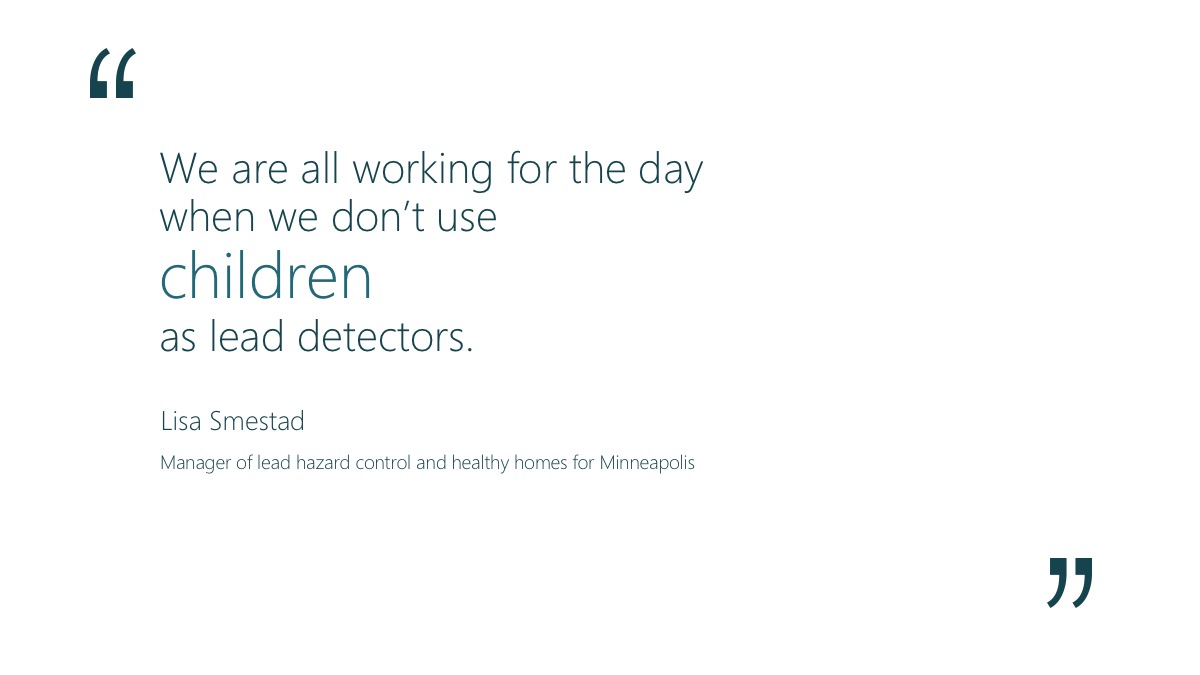 “
We are all working for the day
when we don’t use
children
as lead detectors.
Lisa Smestad
Manager of lead hazard control and healthy homes for Minneapolis
”